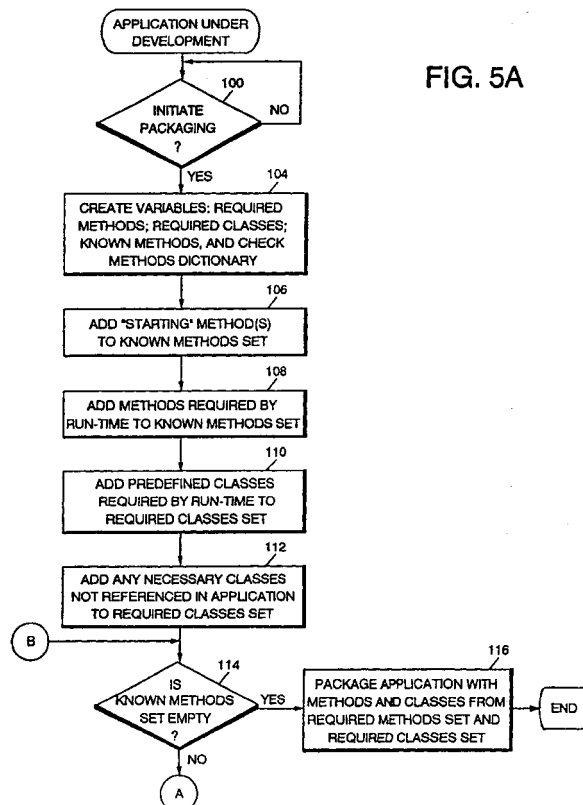 FIG. 5A
APPLICATION UNDER
DEVELOPMENT
100
INITIATE
PACKAGING
?
NO
YES
104
CREATE VARIABLES: REQUIRED
METHODS; REQUIRED CLASSES;
KNOWN METHODS, AND CHECK
METHODS DICTIONARY
106
ADD "STARTING" METHOD(S)
TO KNOWN METHODS SET
108
ADD METHODS REQUIRED BY
RUN-TIME TO KNOWN METHODS SET
110
ADD PREDEFINED CLASSES
REQUIRED BY RUN-TIME TO
REQUIRED CLASSES SET
112
ADD ANY NECESSARY CLASSES
NOT REFERENCED IN APPLICATION
TO REQUIRED CLASSES SET
B
114
IS
KNOWN METHODS
SET EMPTY
?
YES
NO
116
PACKAGE APPLICATION WITH
METHODS AND CLASSES FROM
REQUIRED METHODS SET AND
REQUIRED CLASSES SET
END
A